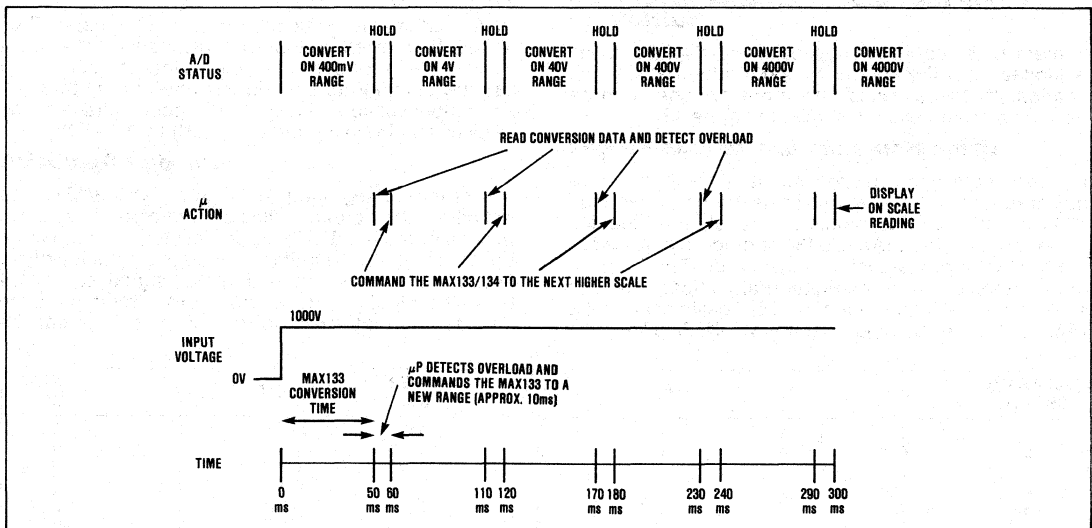 HOLD HOLD HOLD HOLD HOLD
A/D
STATUS
CONVERT
ON 400mV
RANGE
CONVERT
ON 4V
RANGE
CONVERT
ON 40V
RANGE
CONVERT
ON 400V
RANGE
CONVERT
ON 4000V
RANGE
CONVERT
ON 4000V
RANGE
READ CONVERSION DATA AND DETECT OVERLOAD
μ
ACTION
DISPLAY
ON SCALE
READING
COMMAND THE MAX133/134 TO THE NEXT HIGHER SCALE
1000V
INPUT
VOLTAGE
0V
MAX133
CONVERSION
TIME
μP DETECTS OVERLOAD AND
COMMANDS THE MAX133 TO A
NEW RANGE (APPROX. 10ms)
TIME
0 50 60 110 120 170 180 230 240 290 300
ms ms ms ms ms ms ms ms ms ms ms